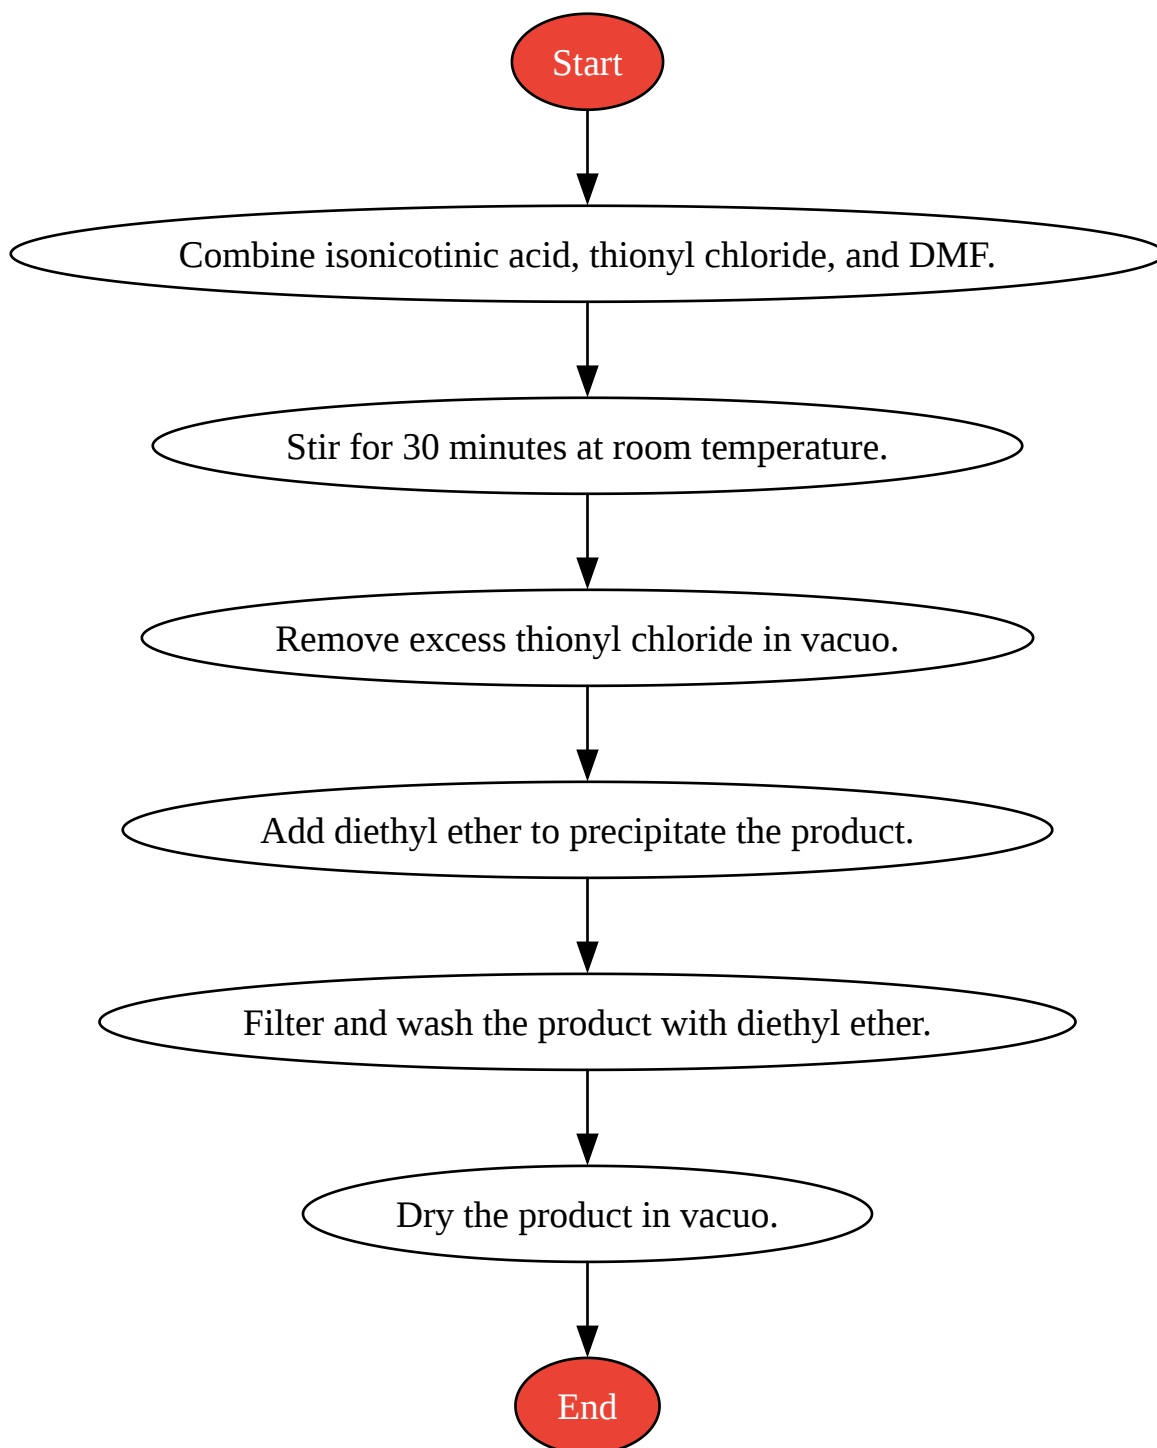 Start
Combine isonicotinic acid, thionyl chloride, and DMF.
Stir for 30 minutes at room temperature.
Remove excess thionyl chloride in vacuo.
Add diethyl ether to precipitate the product.
Filter and wash the product with diethyl ether.
Dry the product in vacuo.
End